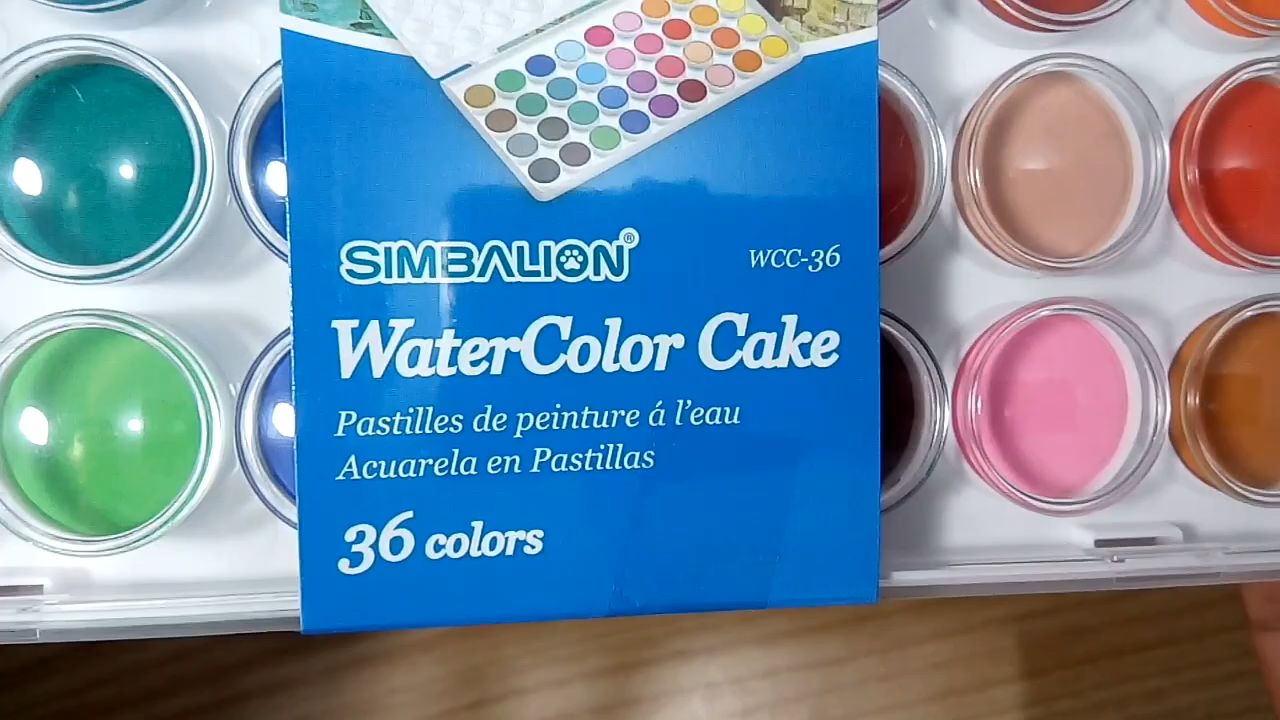 SIMBALION®
WCC-36
WaterColor Cake
Pastilles de peinture á l'eau
Acuarela en Pastillas
36 colors